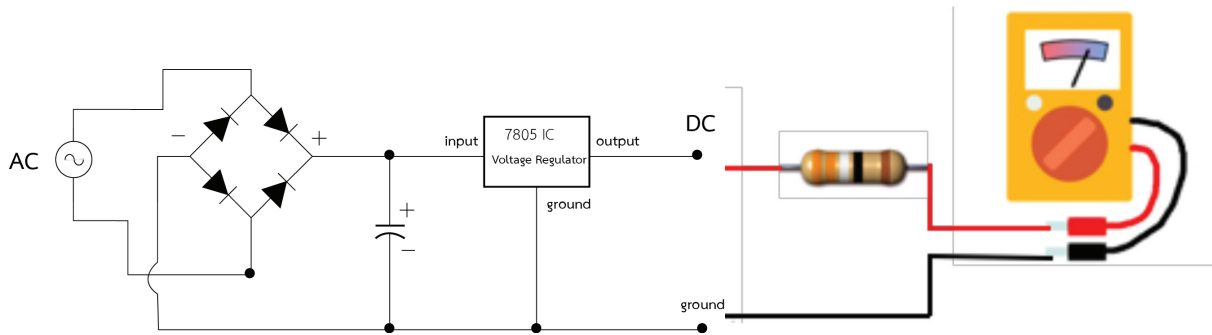 AC
−
+
+
−
input
7805 IC
Voltage Regulator
output
ground
DC
ground